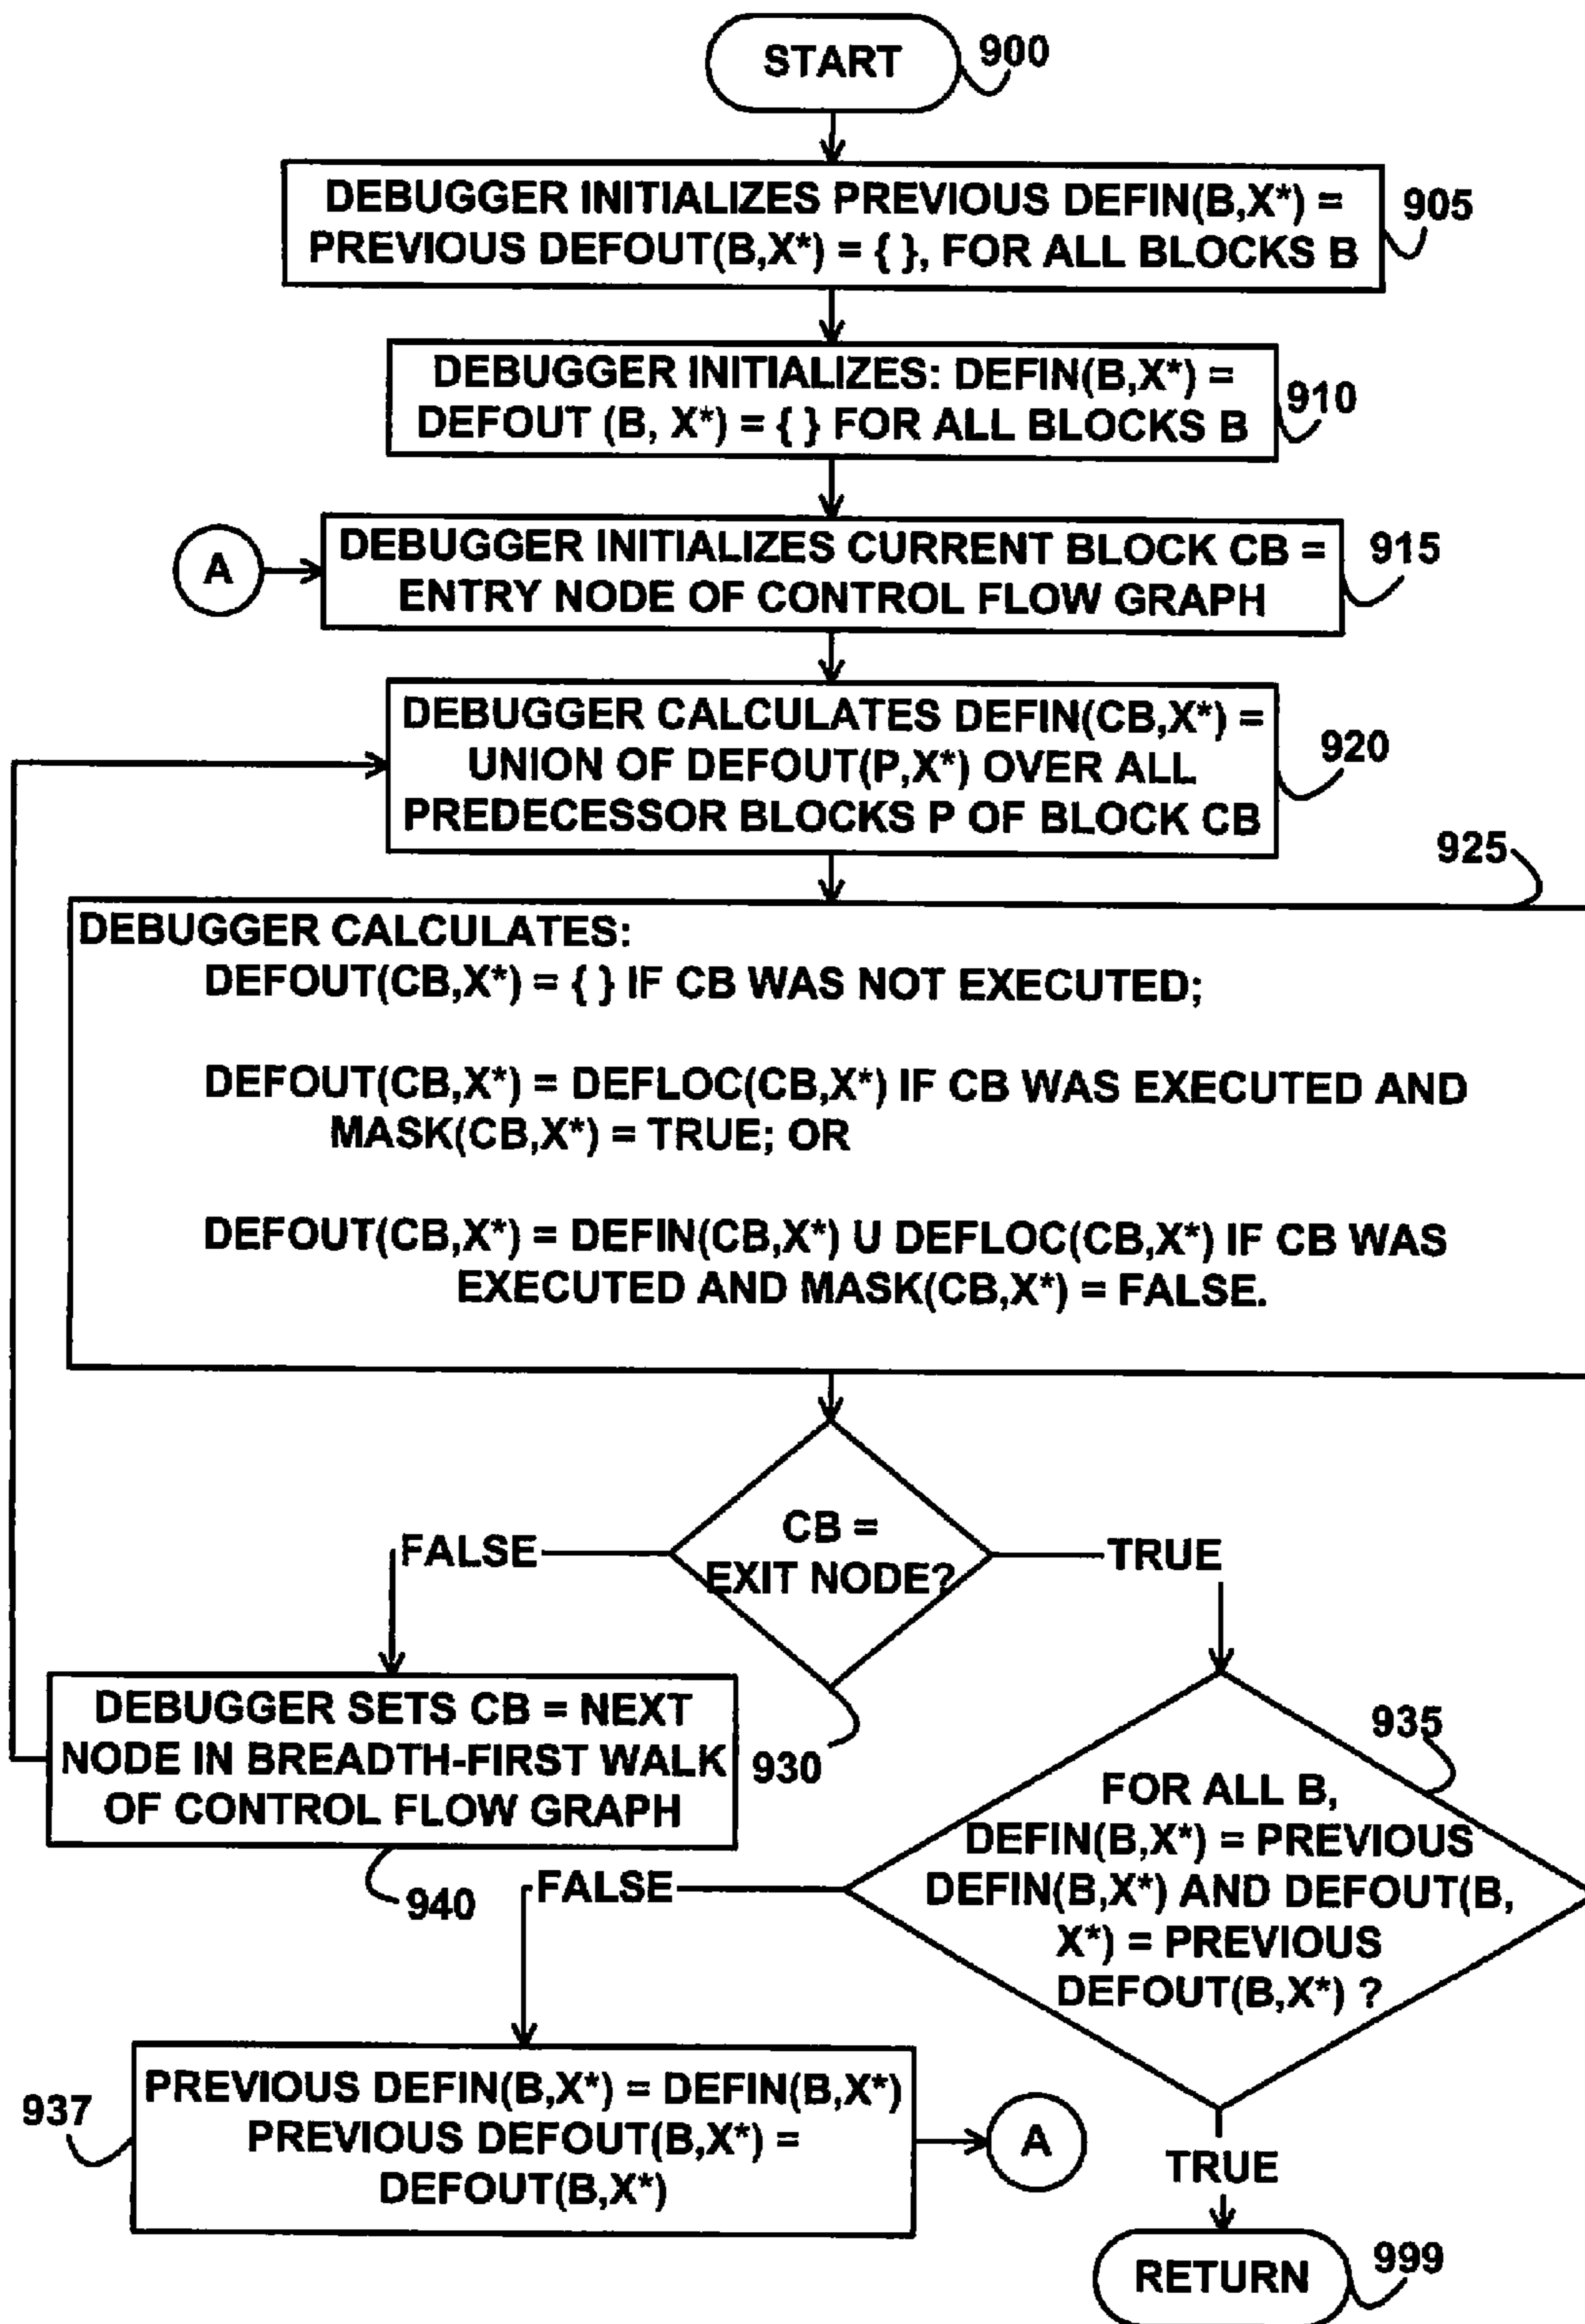 START
900
DEBUGGER INITIALIZES PREVIOUS DEFIN(B,X*) =
PREVIOUS DEFOUT(B,X*) = { }, FOR ALL BLOCKS B
905
DEBUGGER INITIALIZES: DEFIN(B,X*) =
DEFOUT (B, X*) = { } FOR ALL BLOCKS B
910
A
DEBUGGER INITIALIZES CURRENT BLOCK CB =
ENTRY NODE OF CONTROL FLOW GRAPH
915
DEBUGGER CALCULATES DEFIN(CB,X*) =
UNION OF DEFOUT(P,X*) OVER ALL
PREDECESSOR BLOCKS P OF BLOCK CB
920
925
DEBUGGER CALCULATES:
DEFOUT(CB,X*) = { } IF CB WAS NOT EXECUTED;
DEFOUT(CB,X*) = DEFLOC(CB,X*) IF CB WAS EXECUTED AND
MASK(CB,X*) = TRUE; OR
DEFOUT(CB,X*) = DEFIN(CB,X*) U DEFLOC(CB,X*) IF CB WAS
EXECUTED AND MASK(CB,X*) = FALSE.
CB =
EXIT NODE?
FALSE
TRUE
930
DEBUGGER SETS CB = NEXT
NODE IN BREADTH-FIRST WALK
OF CONTROL FLOW GRAPH
940
935
FOR ALL B,
DEFIN(B,X*) = PREVIOUS
DEFIN(B,X*) AND DEFOUT(B,
X*) = PREVIOUS
DEFOUT(B,X*) ?
FALSE
937
PREVIOUS DEFIN(B,X*) = DEFIN(B,X*)
PREVIOUS DEFOUT(B,X*) =
DEFOUT(B,X*)
A
TRUE
RETURN
999